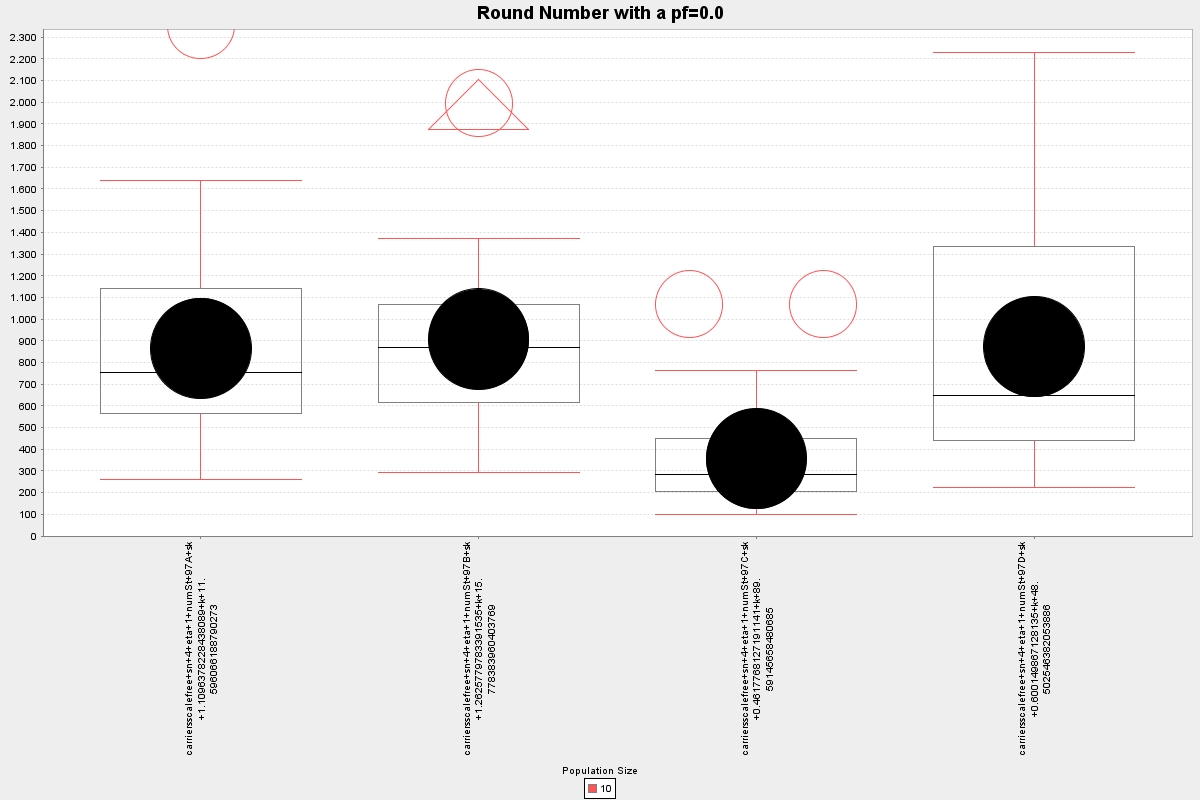 Round Number with a pf=0.0
2.300
2.200
2.100
2.000
1.900
1.800
1.700
1.600
1.500
1.400
1.300
1.200
1.100
1.000
900
800
700
600
500
400
300
200
100
0
carriersscalefree+sn+4+eta+1+numSt+97A+sk
+1.1096378228438089+k+11.
596066188790273
carriersscalefree+sn+4+eta+1+numSt+97B+sk
+1.2625779783391535+k+15.
778383960403769
carriersscalefree+sn+4+eta+1+numSt+97C+sk
+0.4617768127191141+k+89.
59145658480685
carriersscalefree+sn+4+eta+1+numSt+97D+sk
+0.600149867128135+k+48.
502546382053886
Population Size
10